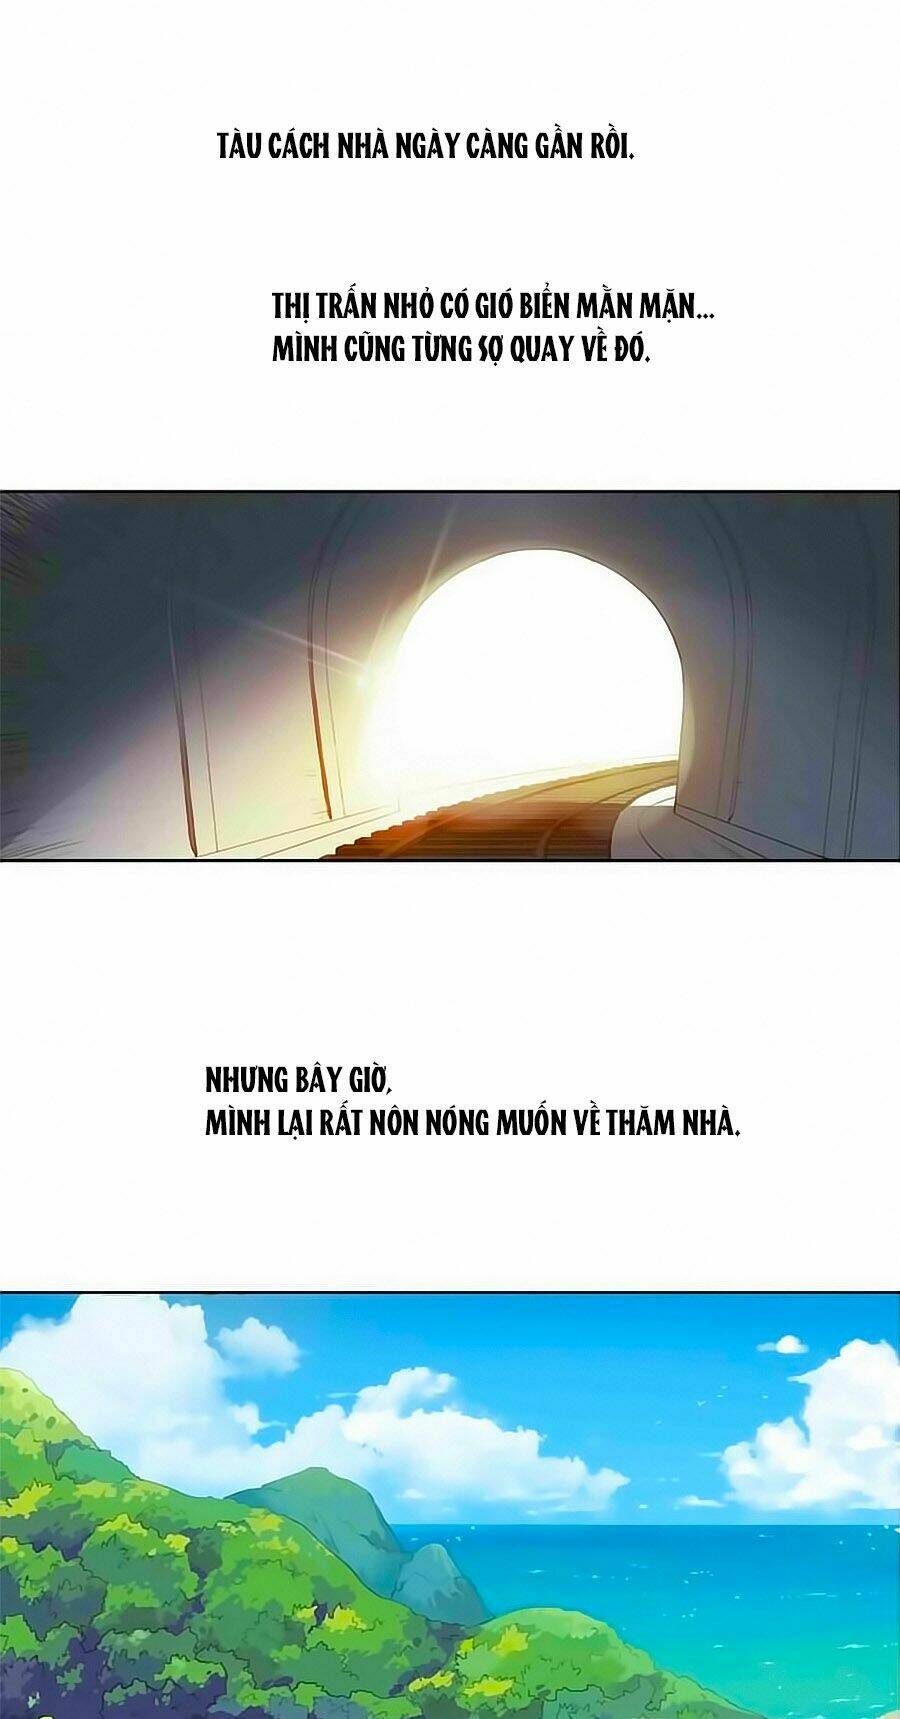 TÀU CÁCH NHÀ NGÀY CÀNG GẦN RỒI.
THỊ TRẤN NHỎ CÓ GIÓ BIỂN MẰN MẶN...
MÌNH CŨNG TỪNG SỢ QUAY VỀ ĐÓ.
NHƯNG BÂY GIỜ,
MÌNH LẠI RẤT NÔN NÓNG MUỐN VỀ THĂM NHÀ.